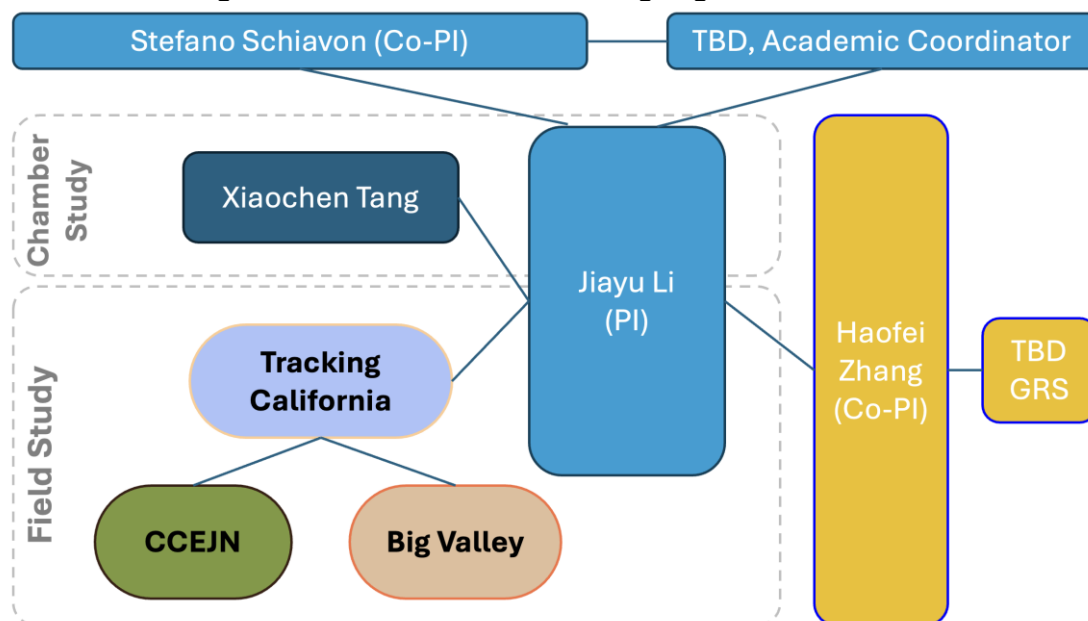 Stefano Schiavon (Co-PI)
TBD, Academic Coordinator
Chamber
Study
Xiaochen Tang
Jiayu Li
(PI)
Haofei
Zhang
(Co-PI)
TBD
GRS
Field Study
Tracking
California
CCEJN
Big Valley